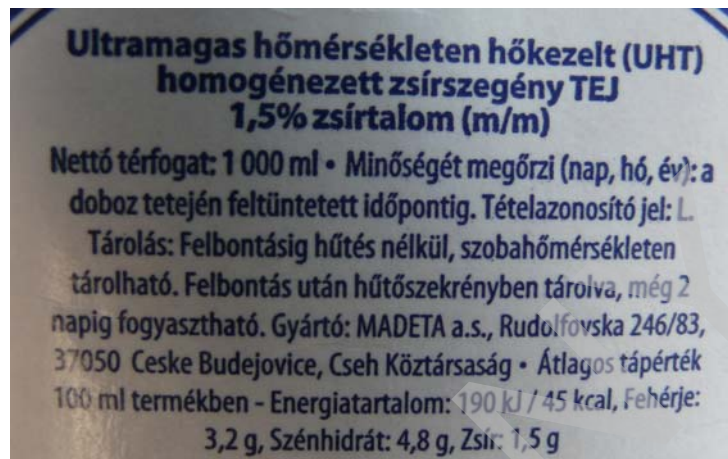 Ultramagas hőmérsékleten hőkezelt (UHT)
homogénezett zsírszegény TEJ
1,5% zsírtalom (m/m)
Nettó térfogat: 1 000 ml • Minőségét megőrzi (nap, hó, év): a
doboz tetején feltüntetett időpontig. Tételazonosító jel: L.
Tárolás: Felbontásig hűtés nélkül, szobahőmérsékleten
tárolható. Felbontás után hűtőszekrényben tárolva, még 2
napig fogyasztható. Gyártó: MADETA a.s., Rudolfovska 246/83,
37050 Ceske Budejovice, Cseh Köztársaság • Átlagos tápérték
100 ml termékben - Energiatartalom: 190 kJ / 45 kcal, Fehérje:
3,2 g, Szénhidrát: 4,8 g, Zsír: 1,5 g